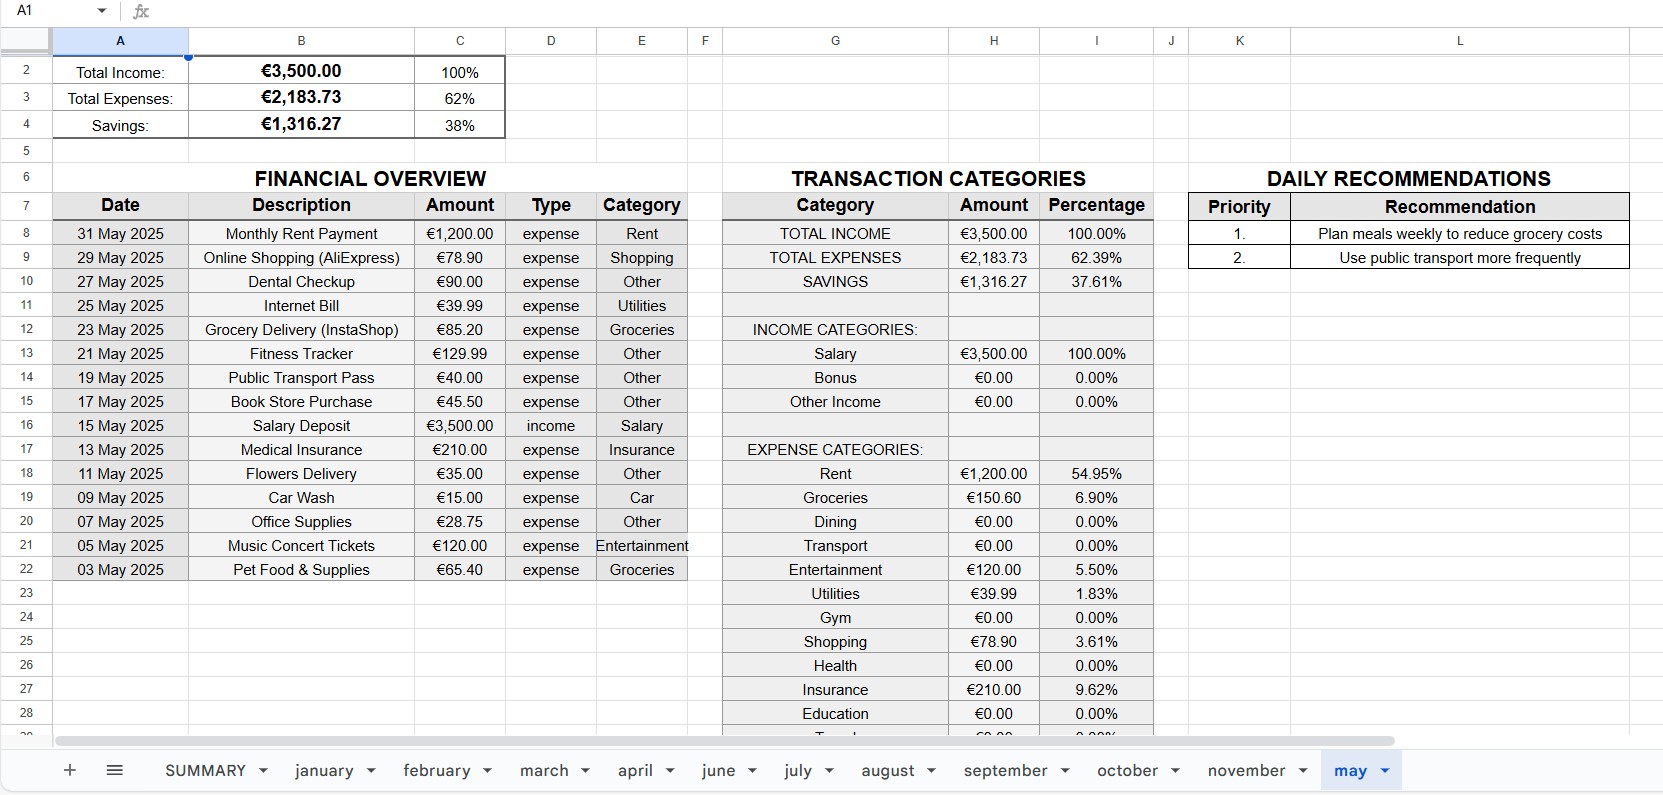 A1 fx
A B C D E F G H I J K L
2 Total Income: €3,500.00 100%
3 Total Expenses: €2,183.73 62%
4 Savings: €1,316.27 38%
5
6 FINANCIAL OVERVIEW TRANSACTION CATEGORIES DAILY RECOMMENDATIONS
7 Date Description Amount Type Category Category Amount Percentage Priority Recommendation
8 31 May 2025 Monthly Rent Payment €1,200.00 expense Rent TOTAL INCOME €3,500.00 100.00% 1. Plan meals weekly to reduce grocery costs
9 29 May 2025 Online Shopping (AliExpress) €78.90 expense Shopping TOTAL EXPENSES €2,183.73 62.39% 2. Use public transport more frequently
10 27 May 2025 Dental Checkup €90.00 expense Other SAVINGS €1,316.27 37.61%
11 25 May 2025 Internet Bill €39.99 expense Utilities
12 23 May 2025 Grocery Delivery (InstaShop) €85.20 expense Groceries INCOME CATEGORIES:
13 21 May 2025 Fitness Tracker €129.99 expense Other Salary €3,500.00 100.00%
14 19 May 2025 Public Transport Pass €40.00 expense Other Bonus €0.00 0.00%
15 17 May 2025 Book Store Purchase €45.50 expense Other Other Income €0.00 0.00%
16 15 May 2025 Salary Deposit €3,500.00 income Salary
17 13 May 2025 Medical Insurance €210.00 expense Insurance EXPENSE CATEGORIES:
18 11 May 2025 Flowers Delivery €35.00 expense Other Rent €1,200.00 54.95%
19 09 May 2025 Car Wash €15.00 expense Car Groceries €150.60 6.90%
20 07 May 2025 Office Supplies €28.75 expense Other Dining €0.00 0.00%
21 05 May 2025 Music Concert Tickets €120.00 expense Entertainment Transport €0.00 0.00%
22 03 May 2025 Pet Food & Supplies €65.40 expense Groceries Entertainment €120.00 5.50%
23 Utilities €39.99 1.83%
24 Gym €0.00 0.00%
25 Shopping €78.90 3.61%
26 Health €0.00 0.00%
27 Insurance €210.00 9.62%
28 Education €0.00 0.00%
SUMMARY january february march april june july august september october november may